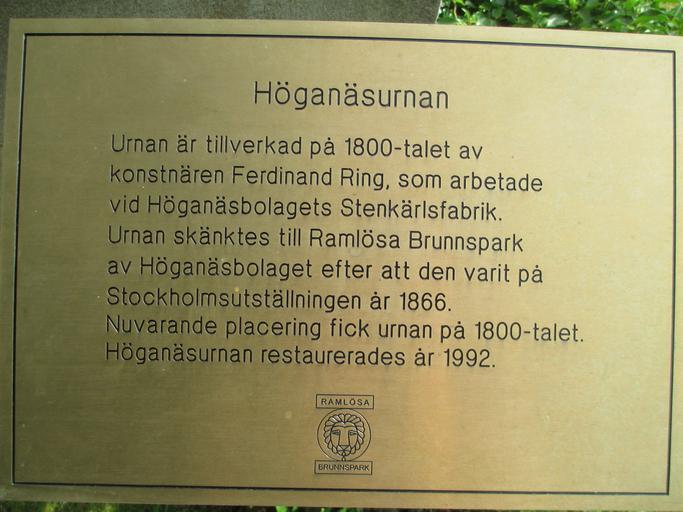 Höganäsurnan
Urnan är tillverkad på 1800-talet av
konstnären Ferdinand Ring, som arbetade
vid Höganäsbolagets Stenkärlsfabrik.
Urnan skänktes till Ramlösa Brunnspark
av Höganäsbolaget efter att den varit på
Stockholmsutställningen år 1866.
Nuvarande placering fick urnan på 1800-talet.
Höganäsurnan restaurerades år 1992.
RAMLÖSA
BRUNNSPARK